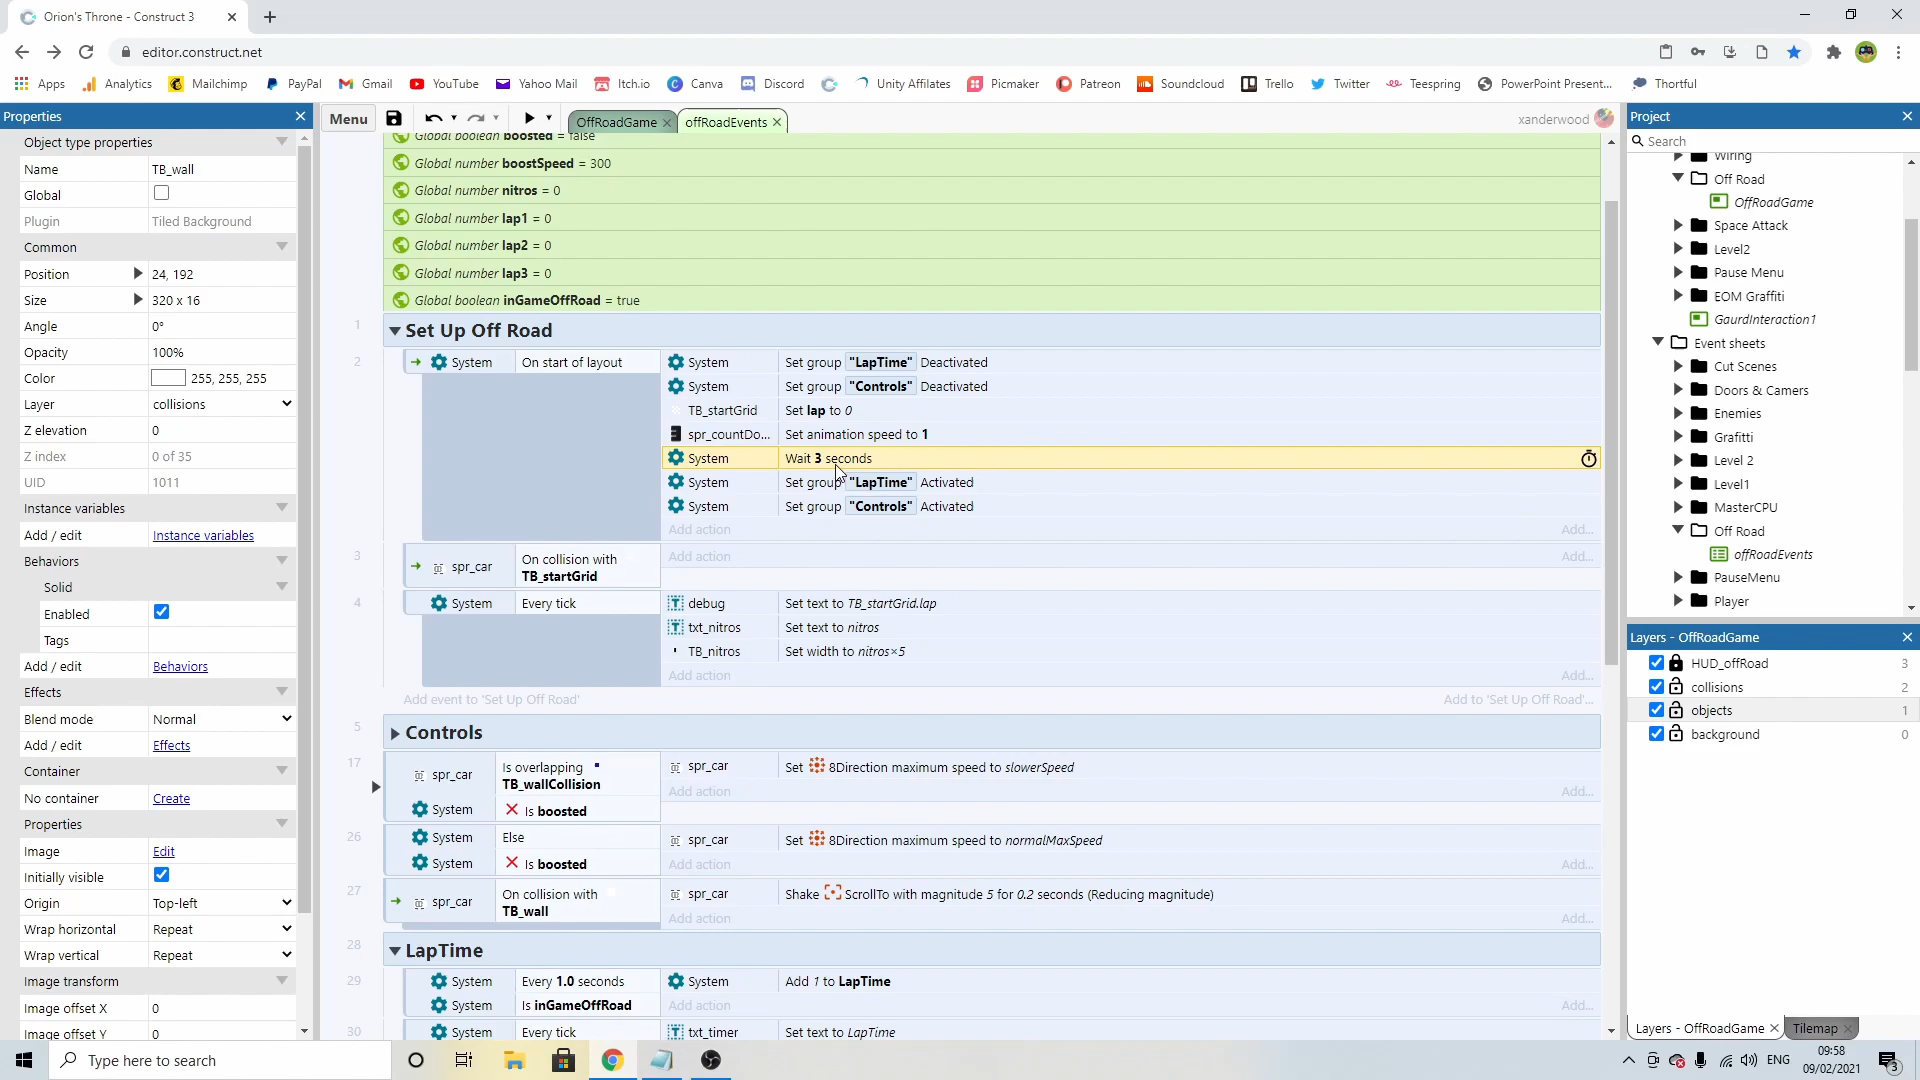 Orion's Throne - Construct 3
editor.construct.net
Apps Analytics Mailchimp PayPal Gmail YouTube Yahoo Mail Itch.io Canva Discord Unity Affiliates Picmaker Patreon Soundcloud Trello Twitter Teespring PowerPoint Present... Thortful
Properties
Object type properties
Name TB_wall
Global
Plugin Tiled Background
Common
Position 24, 192
Size 320 x 16
Angle 0°
Opacity 100%
Color 255, 255, 255
Layer collisions
Z elevation 0
Z index 0 of 35
UID 1011
Instance variables
Add / edit Instance variables
Behaviors
Solid
Enabled
Tags
Add / edit Behaviors
Effects
Blend mode Normal
Add / edit Effects
Container
No container Create
Properties
Image Edit
Initially visible
Origin Top-left
Wrap horizontal Repeat
Wrap vertical Repeat
Image transform
Image offset X 0
Image offset Y 0
Menu
OffRoadGame
offRoadEvents
xanderwood
Global boolean boosted = false
Global number boostSpeed = 300
Global number nitros = 0
Global number lap1 = 0
Global number lap2 = 0
Global number lap3 = 0
Global boolean inGameOffRoad = true
1 Set Up Off Road
2 System On start of layout System Set group "LapTime" Deactivated
System Set group "Controls" Deactivated
TB_startGrid Set lap to 0
spr_countDo... Set animation speed to 1
System Wait 3 seconds
System Set group "LapTime" Activated
System Set group "Controls" Activated
Add action Add...
3 spr_car On collision with TB_startGrid Add action Add...
4 System Every tick debug Set text to TB_startGrid.lap
txt_nitros Set text to nitros
TB_nitros Set width to nitros×5
Add action Add...
Add event to 'Set Up Off Road' Add to 'Set Up Off Road'...
5 Controls
17 spr_car Is overlapping TB_wallCollision spr_car Set 8Direction maximum speed to slowerSpeed
Add action Add...
System Is boosted
26 System Else spr_car Set 8Direction maximum speed to normalMaxSpeed
System Is boosted Add action Add...
27 spr_car On collision with TB_wall spr_car Shake ScrollTo with magnitude 5 for 0.2 seconds (Reducing magnitude)
Add action Add...
28 LapTime
29 System Every 1.0 seconds System Add 1 to LapTime
System Is inGameOffRoad Add action Add...
30 System Every tick txt_timer Set text to LapTime
Project
Search
Wiring
Off Road
OffRoadGame
Space Attack
Level2
Pause Menu
EOM Graffiti
GaurdInteraction1
Event sheets
Cut Scenes
Doors & Camers
Enemies
Grafitti
Level 2
Level1
MasterCPU
Off Road
offRoadEvents
PauseMenu
Player
Layers - OffRoadGame
HUD_offRoad 3
collisions 2
objects 1
background 0
Layers - OffRoadGame Tilemap
Type here to search
ENG
09:58
09/02/2021
3